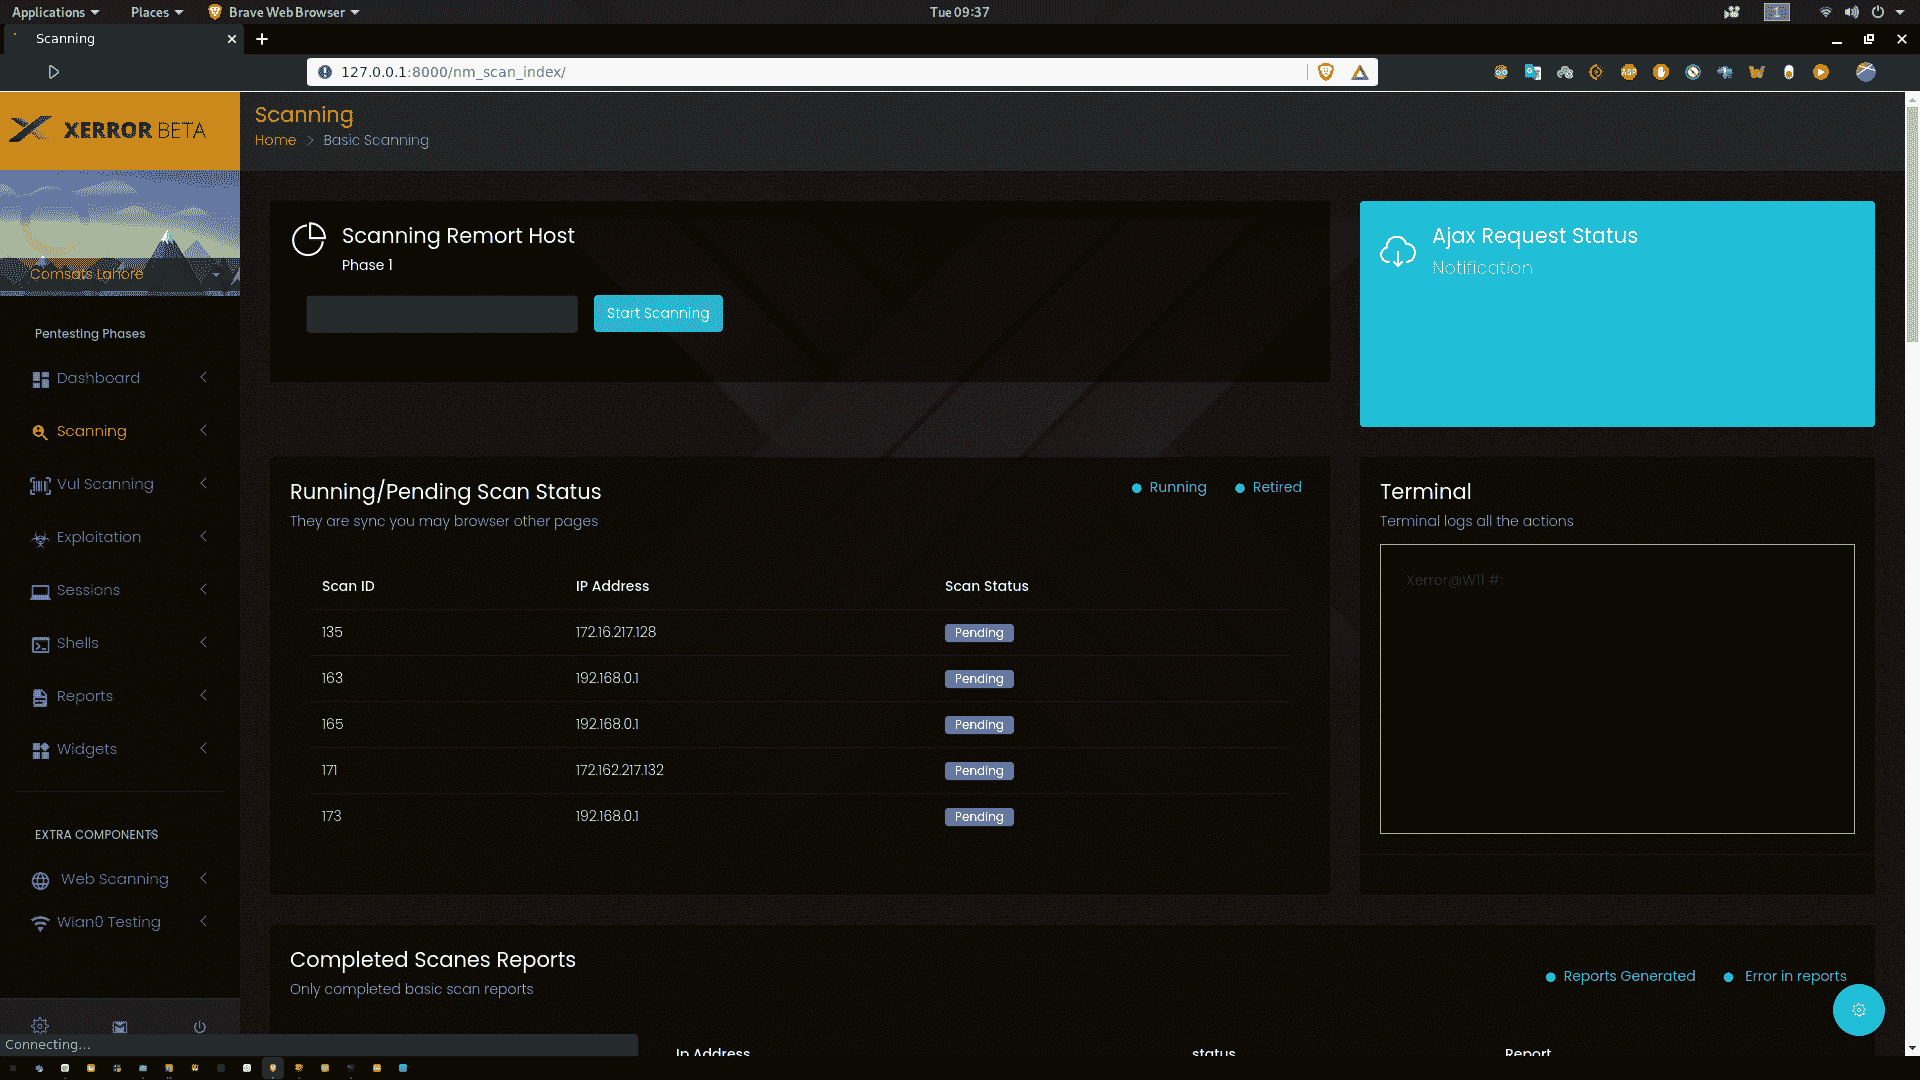 Applications Places Brave Web Browser Tue 09:37 1
Scanning
127.0.0.1:8000/nm_scan_index/
XERROR BETA
Scanning
Home > Basic Scanning
Comsats Lahore
Pentesting Phases
Dashboard
Scanning
Vul Scanning
Exploitation
Sessions
Shells
Reports
Widgets
EXTRA COMPONENTS
Web Scanning
Wlan0 Testing
Connecting...
Scanning Remort Host
Phase 1
Start Scanning
Ajax Request Status
Notification
Running/Pending Scan Status
They are sync you may browser other pages
Running Retired
Scan ID IP Address Scan Status
135 172.16.217.128 Pending
163 192.168.0.1 Pending
165 192.168.0.1 Pending
171 172.162.217.132 Pending
173 192.168.0.1 Pending
Terminal
Terminal logs all the actions
Xerror@W11 #:
Completed Scanes Reports
Only completed basic scan reports
Reports Generated Error in reports
Ip Address status Report